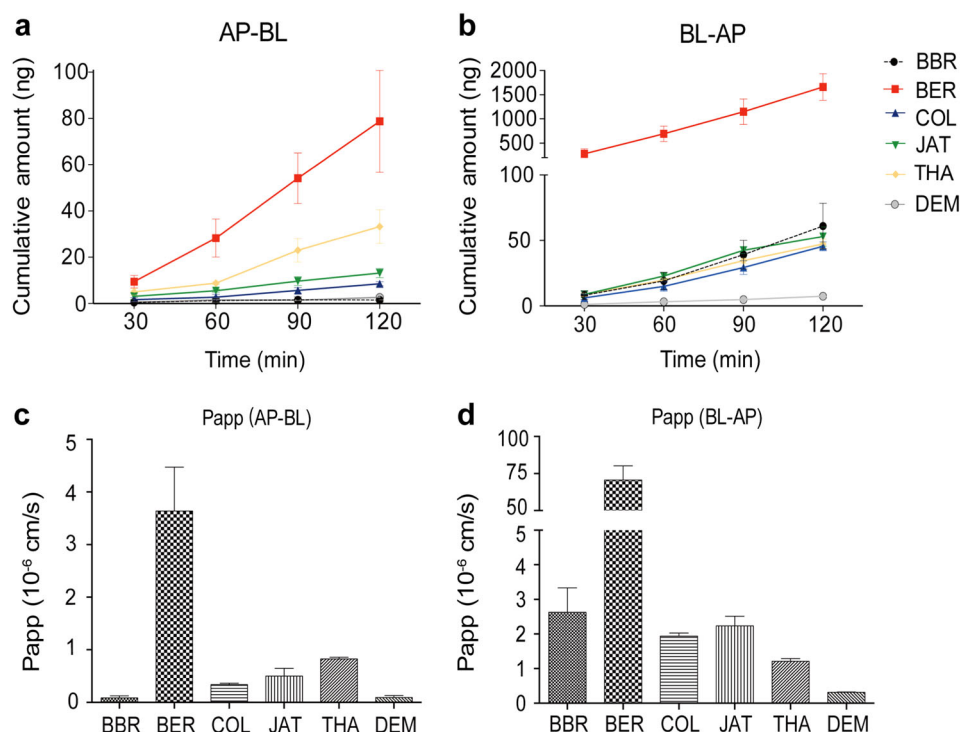 a
AP-BL
Cumulative amount (ng)
100
80
60
40
20
0
30 60 90 120
Time (min)
b
BL-AP
Cumulative amount (ng)
2000
1500
1000
500
100
50
0
30 60 90 120
Time (min)
BBR
BER
COL
JAT
THA
DEM
c
Papp (AP-BL)
Papp (10⁻⁶ cm/s)
5
4
3
2
1
0
BBR BER COL JAT THA DEM
d
Papp (BL-AP)
Papp (10⁻⁶ cm/s)
100
75
50
5
4
3
2
1
0
BBR BER COL JAT THA DEM